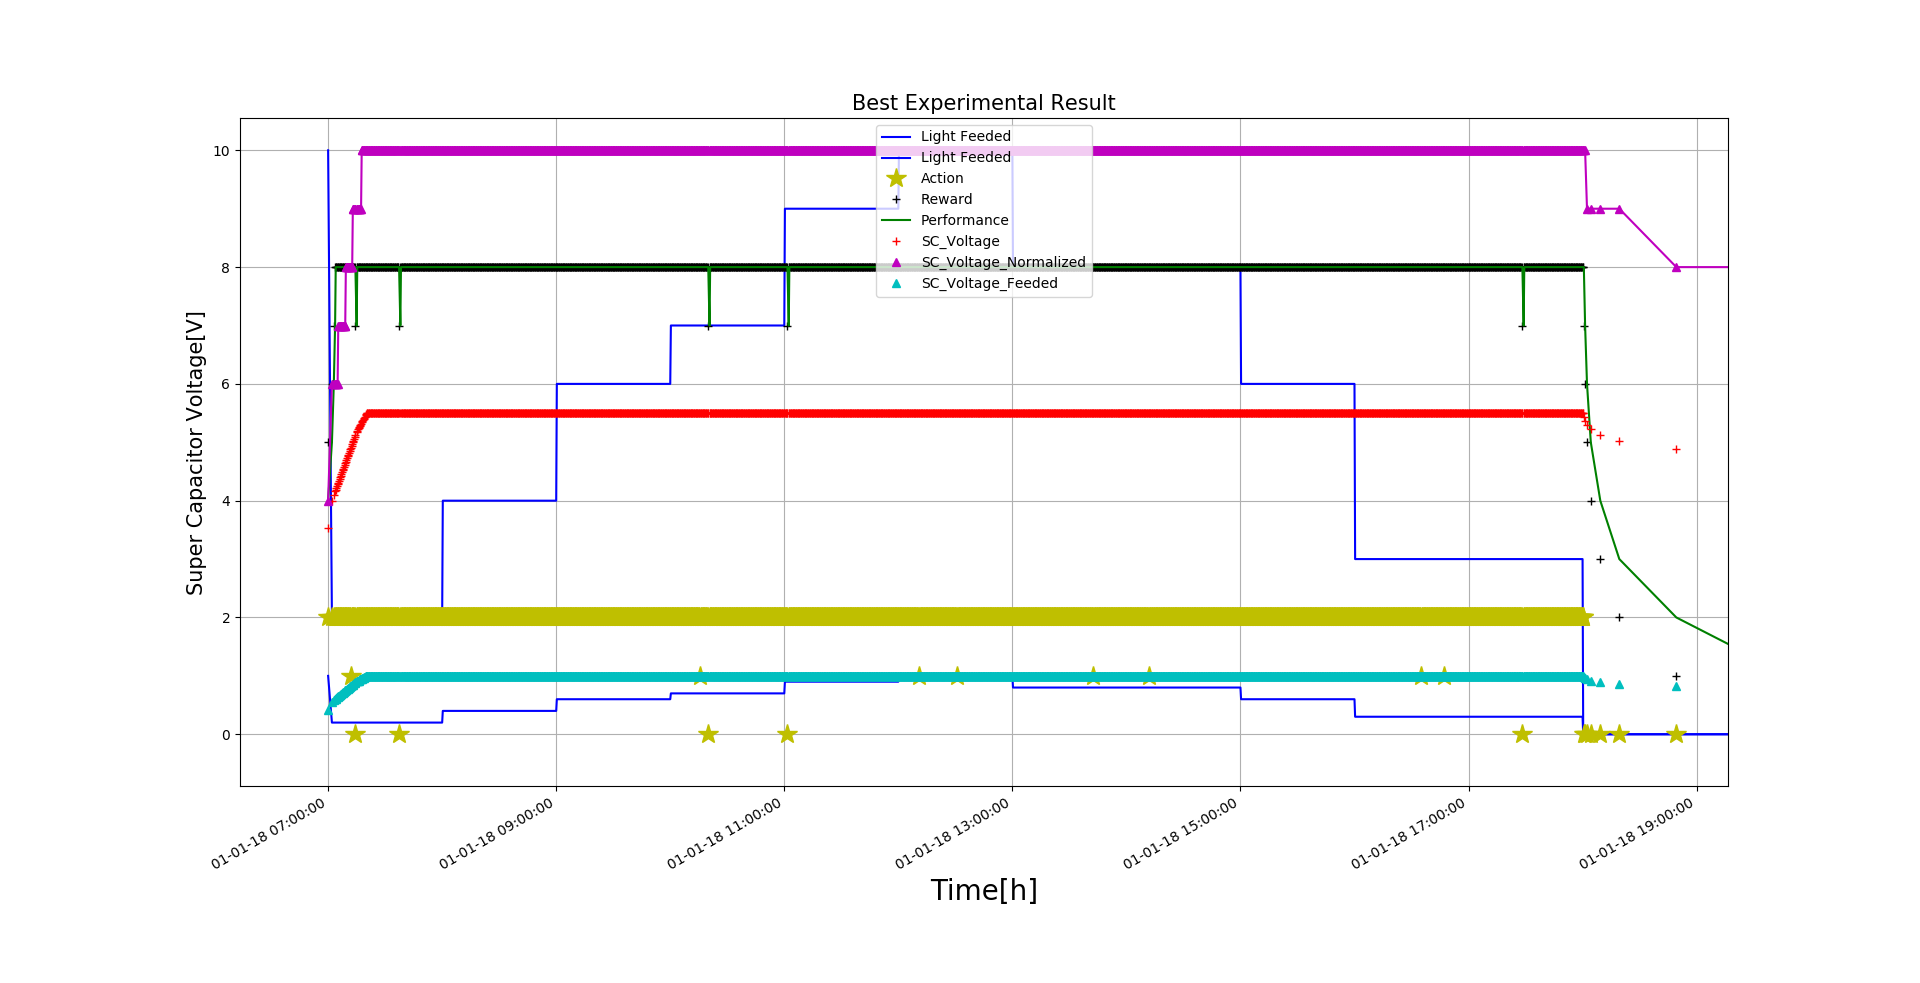 Best Experimental Result
Light Feeded
Light Feeded
Action
Reward
Performance
SC_Voltage
SC_Voltage_Normalized
SC_Voltage_Feeded
Super Capacitor Voltage[V]
10
8
6
4
2
0
01-01-18 07:00:00
01-01-18 09:00:00
01-01-18 11:00:00
01-01-18 13:00:00
01-01-18 15:00:00
01-01-18 17:00:00
01-01-18 19:00:00
Time[h]